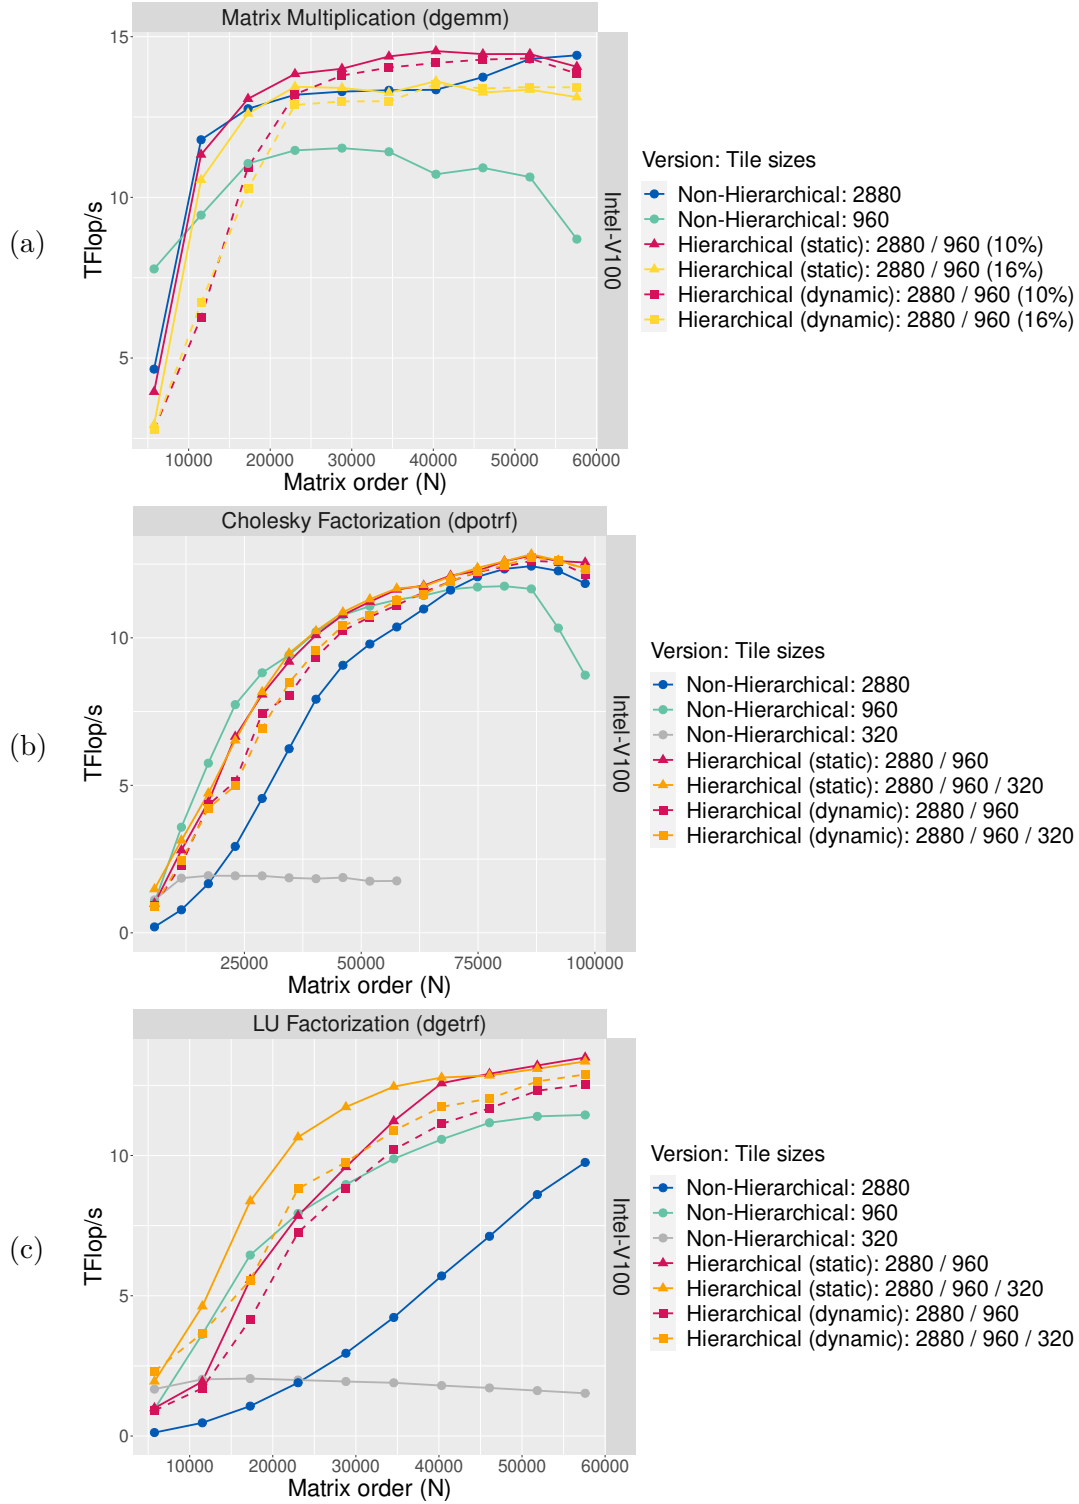 Matrix Multiplication (dgemm)
15
10
5
TFlop/s
(a)
Intel-V100
10000 20000 30000 40000 50000 60000
Matrix order (N)
Version: Tile sizes
Non-Hierarchical: 2880
Non-Hierarchical: 960
Hierarchical (static): 2880 / 960 (10%)
Hierarchical (static): 2880 / 960 (16%)
Hierarchical (dynamic): 2880 / 960 (10%)
Hierarchical (dynamic): 2880 / 960 (16%)
Cholesky Factorization (dpotrf)
10
5
0
TFlop/s
(b)
Intel-V100
25000 50000 75000 100000
Matrix order (N)
Version: Tile sizes
Non-Hierarchical: 2880
Non-Hierarchical: 960
Non-Hierarchical: 320
Hierarchical (static): 2880 / 960
Hierarchical (static): 2880 / 960 / 320
Hierarchical (dynamic): 2880 / 960
Hierarchical (dynamic): 2880 / 960 / 320
LU Factorization (dgetrf)
10
5
0
TFlop/s
(c)
Intel-V100
10000 20000 30000 40000 50000 60000
Matrix order (N)
Version: Tile sizes
Non-Hierarchical: 2880
Non-Hierarchical: 960
Non-Hierarchical: 320
Hierarchical (static): 2880 / 960
Hierarchical (static): 2880 / 960 / 320
Hierarchical (dynamic): 2880 / 960
Hierarchical (dynamic): 2880 / 960 / 320